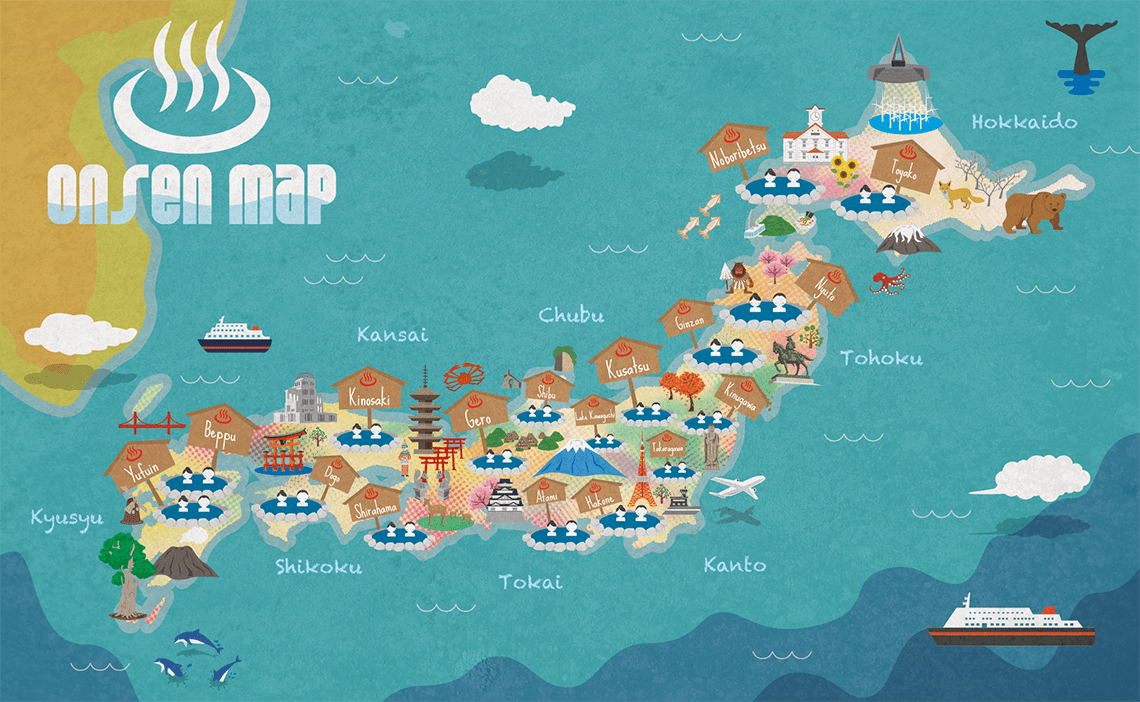 Onsen map
Hokkaido
Noboribetsu
Toyako
Nyuto
Ginzan
Chubu
Kansai
Tohoku
Kusatsu
Kinosaki
Shibu
Kinugawa
Gero
Lake Kawaguchi
Beppu
Takaragawa
Yufuin
Dogo
Shirahama
Atami
Hakone
Kyusyu
Shikoku
Tokai
Kanto